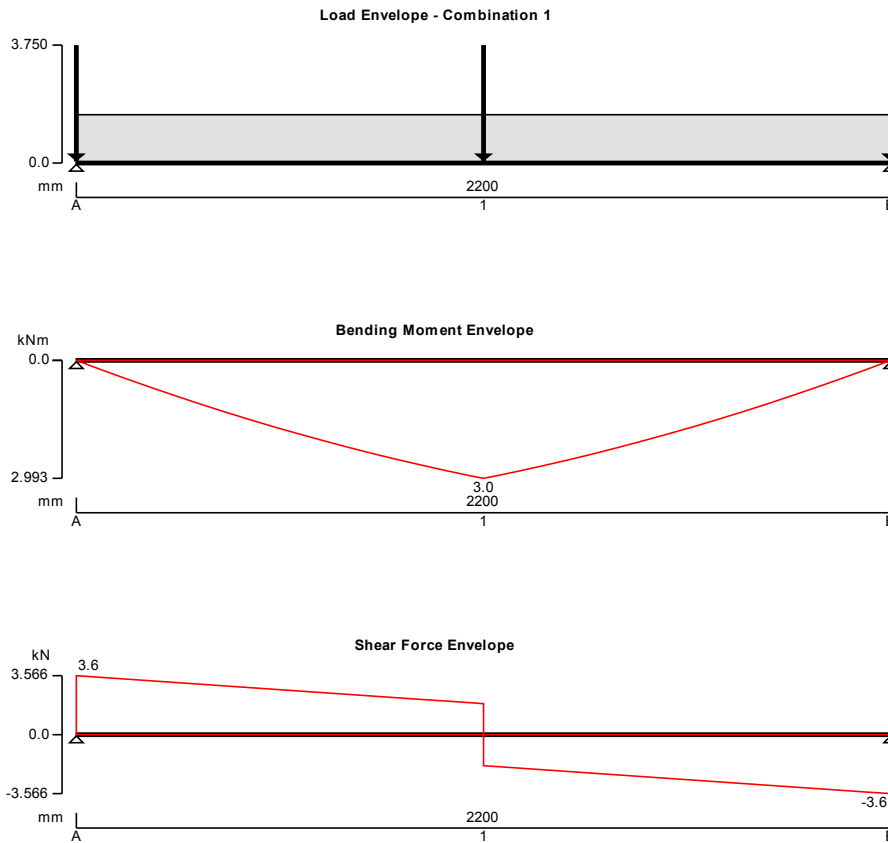 Load Envelope - Combination 1
3.750
0.0
mm
2200
A
1
Bending Moment Envelope
kNm
0.0
2.993
3.0
mm
2200
A
1
Shear Force Envelope
kN
3.6
3.566
0.0
-3.566
-3.6
mm
2200
A
1